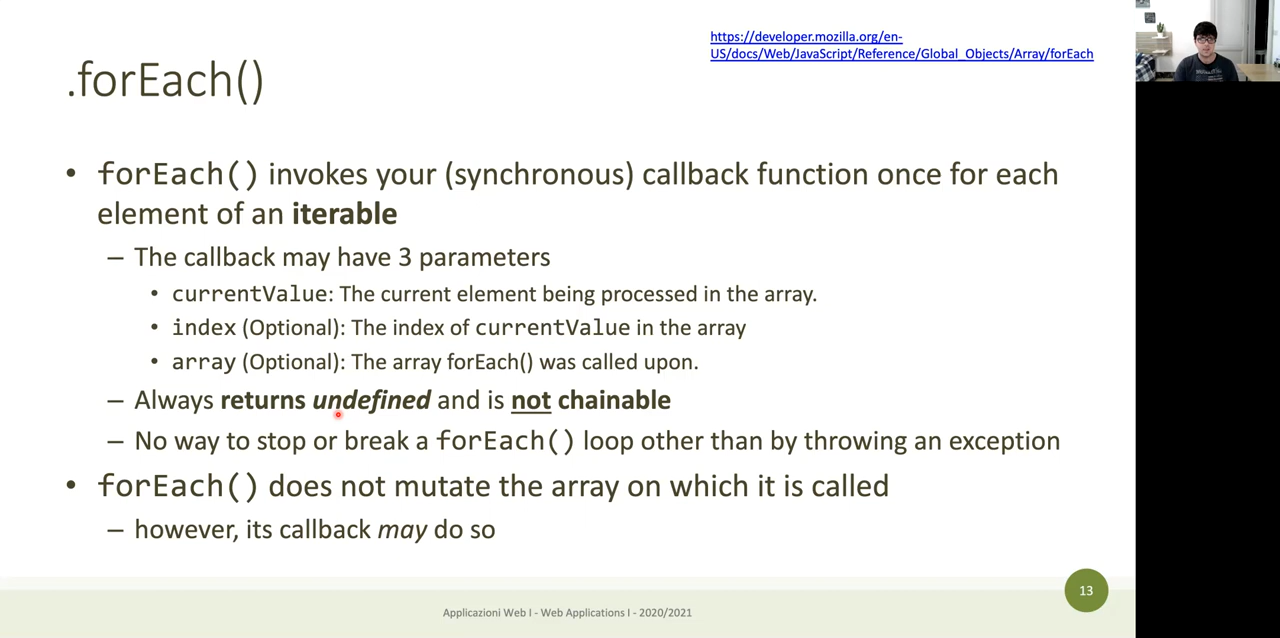 https://developer.mozilla.org/en-
US/docs/Web/JavaScript/Reference/Global_Objects/Array/forEach
.forEach()
• forEach() invokes your (synchronous) callback function once for each
element of an iterable
– The callback may have 3 parameters
• currentValue: The current element being processed in the array.
• index (Optional): The index of currentValue in the array
• array (Optional): The array forEach() was called upon.
– Always returns undefined and is not chainable
– No way to stop or break a forEach() loop other than by throwing an exception
• forEach() does not mutate the array on which it is called
– however, its callback may do so
13
Applicazioni Web I - Web Applications I - 2020/2021